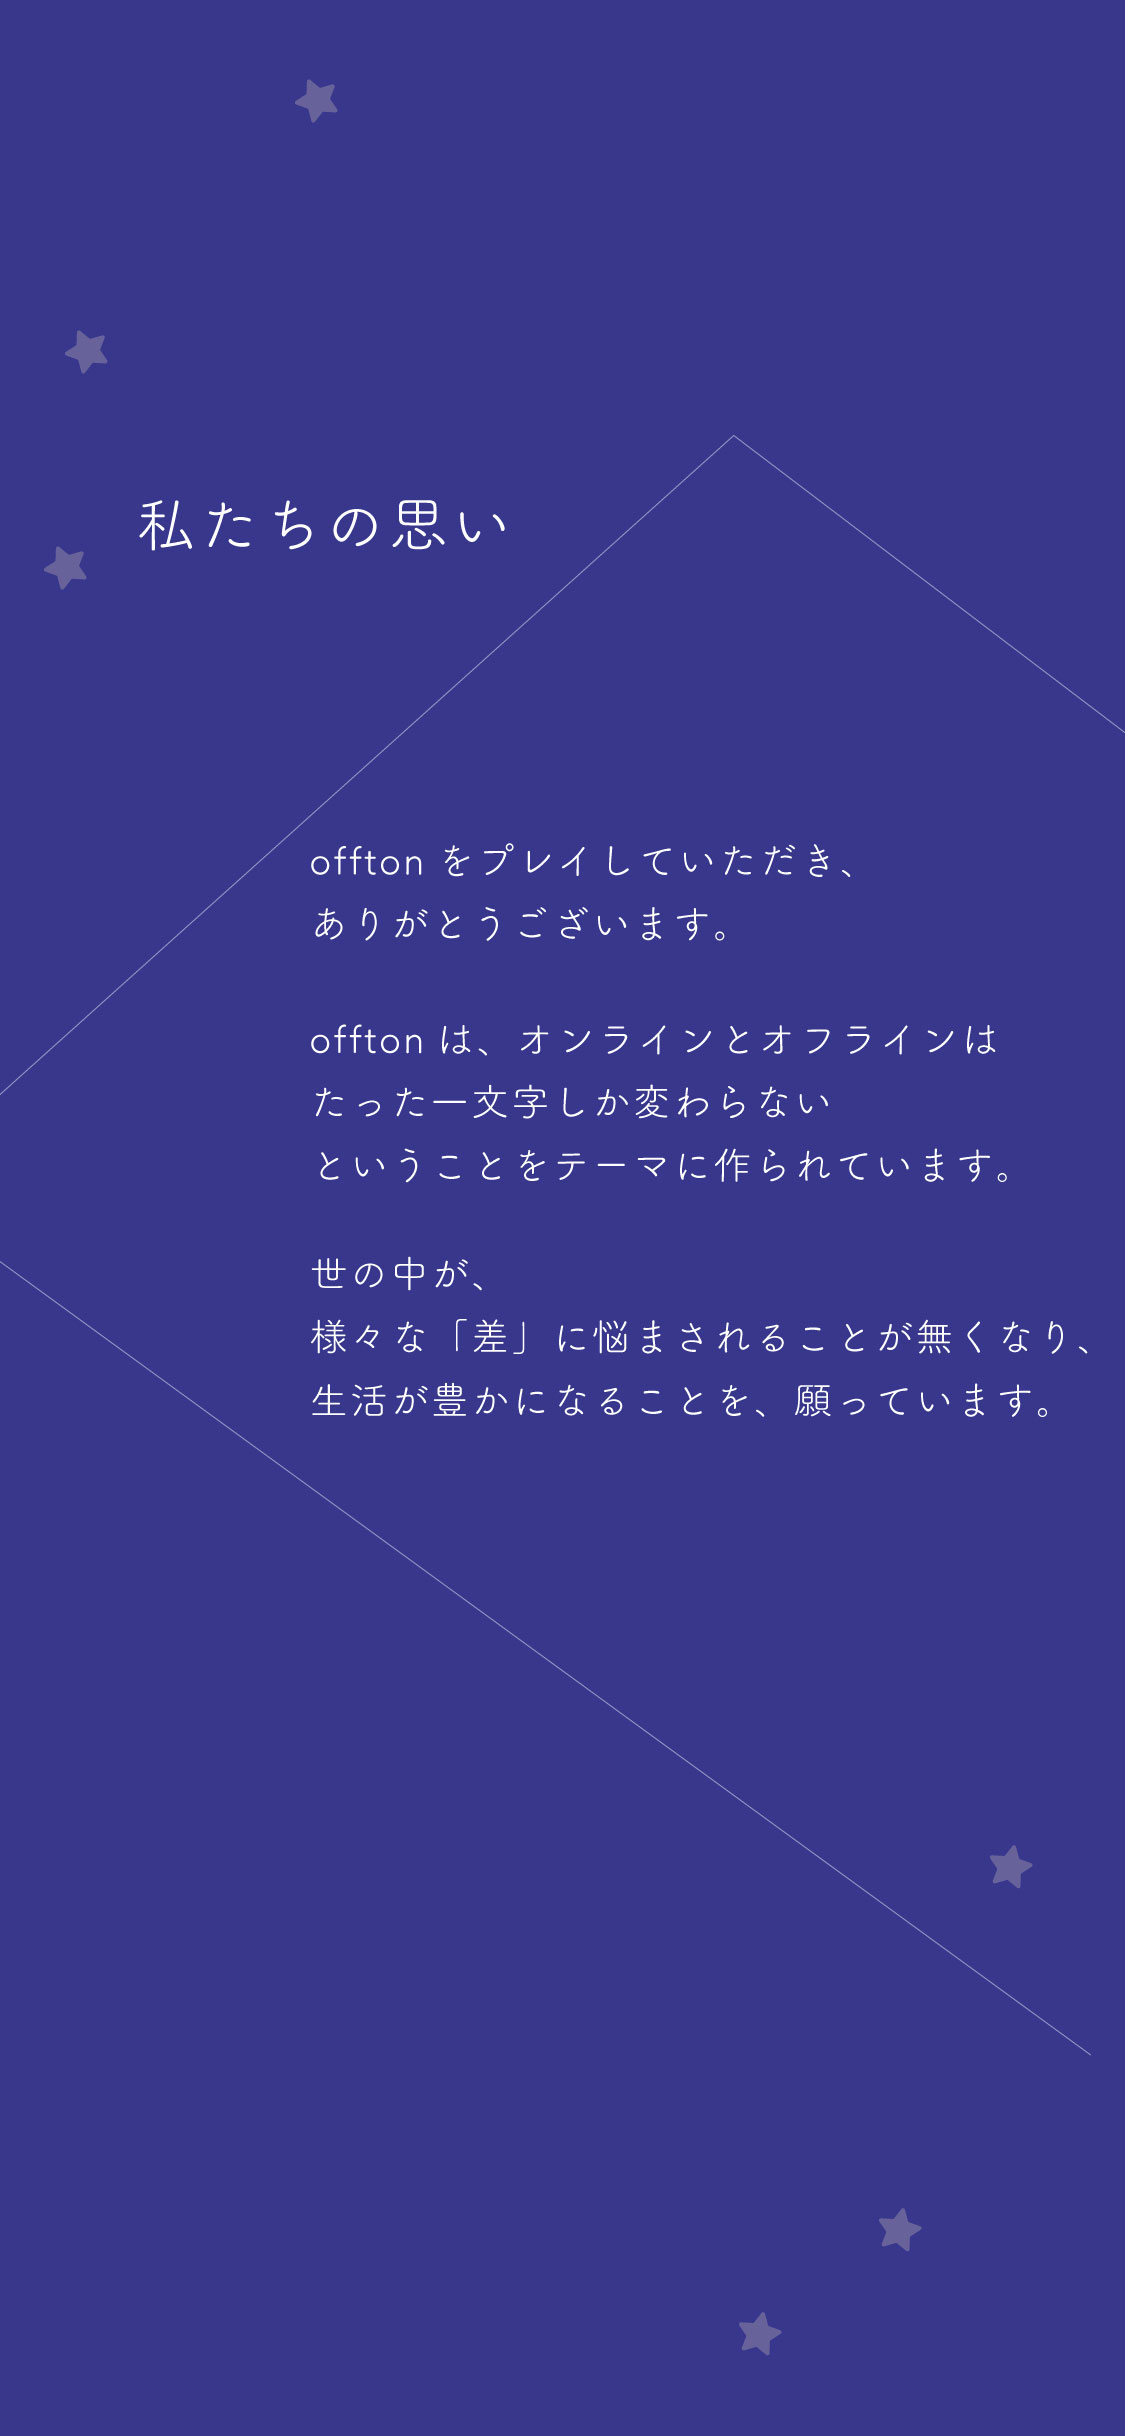 私たちの思い
offton をプレイしていただき、
ありがとうございます。
offton は、オンラインとオフラインは
たった一文字しか変わらない
ということをテーマに作られています。
世の中が、
様々な「差」に悩まされることが無くなり、
生活が豊かになることを、願っています。